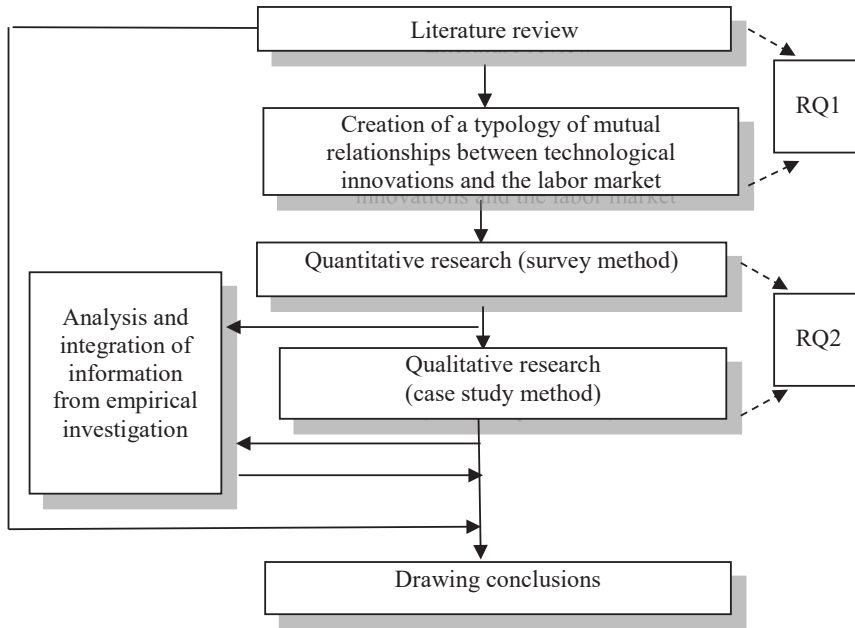 Literature review
RQ1
Creation of a typology of mutual
relationships between technological
innovations and the labor market
Quantitative research (survey method)
RQ2
Analysis and
integration of
information
from empirical
investigation
Qualitative research
(case study method)
Drawing conclusions